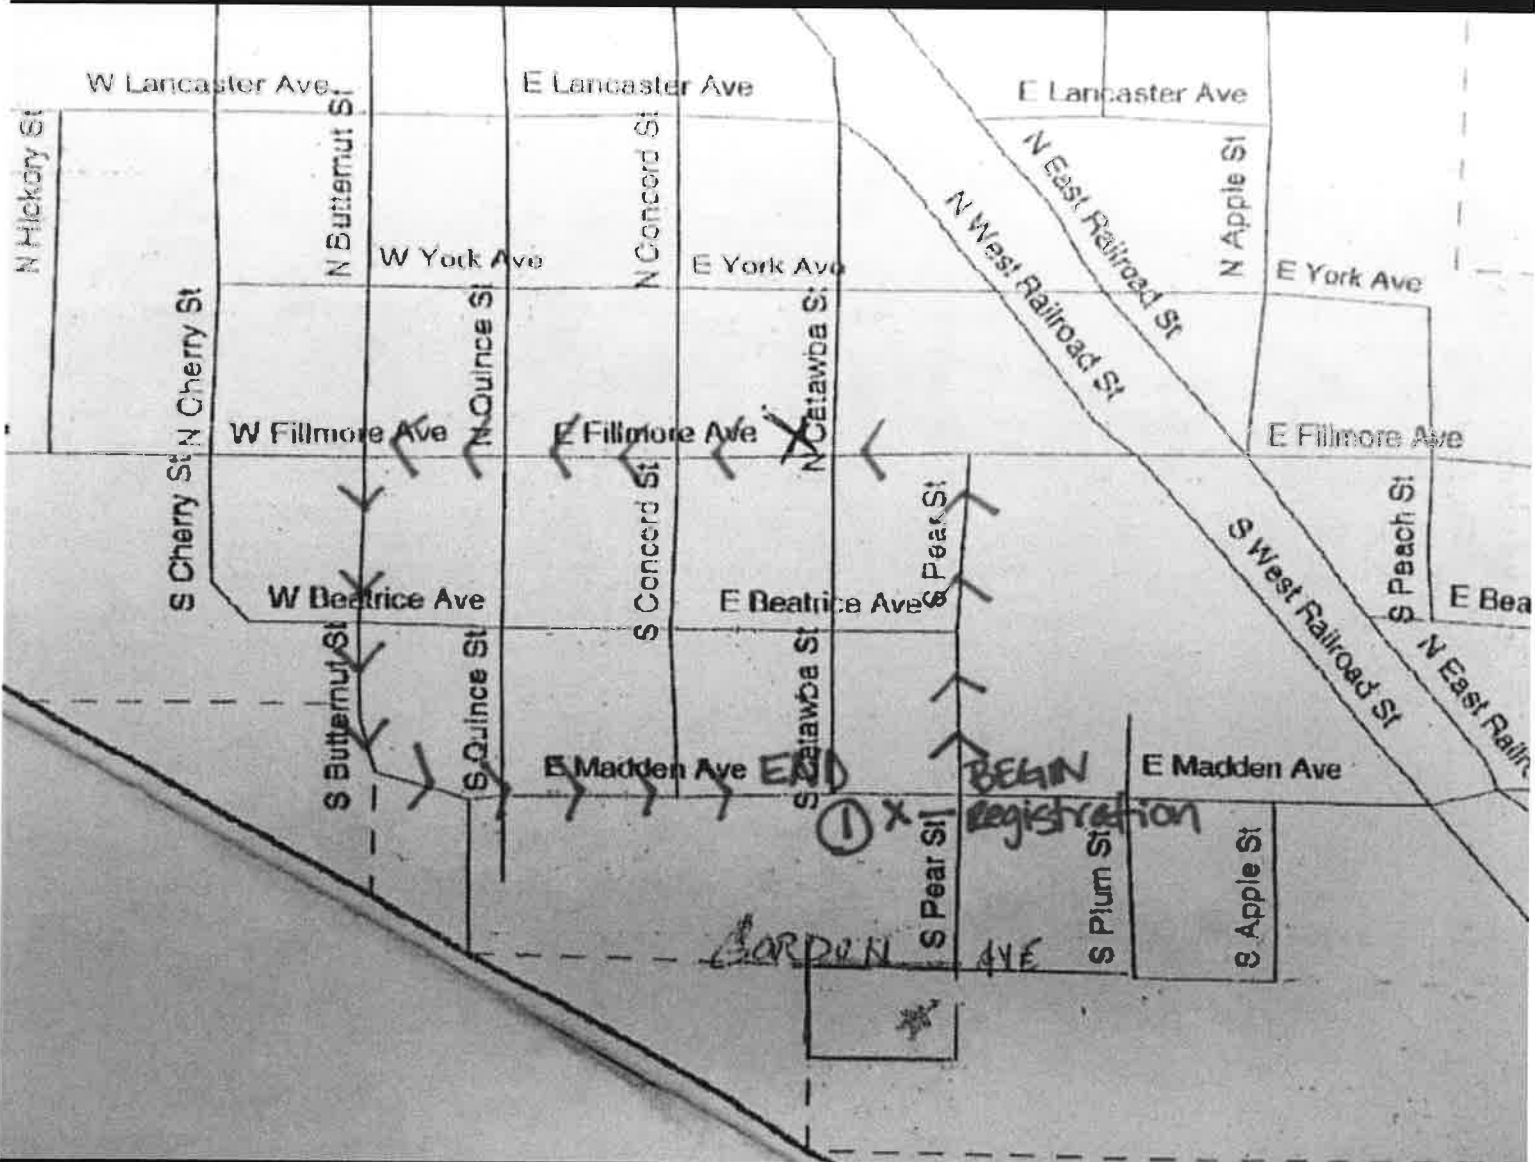 W Lancaster Ave
E Lancaster Ave
E Lancaster Ave
N Hickory St
N Butternut St
N Concord St
N East Railroad St
N Apple St
N West Railroad St
W York Ave
E York Ave
E York Ave
N Cherry St
N Quince St
N Catawba St
W Fillmore Ave
E Fillmore Ave
X
E Fillmore Ave
S Cherry St
S Concord St
S Pear St
S West Railroad St
S Peach St
W Beatrice Ave
E Beatrice Ave
E Bea
S Butternut St
S Quince St
S Catawba St
N East Railro
E Madden Ave
END
BEGIN
Registration
E Madden Ave
1
X
S Pear St
S Plum St
S Apple St
GORDON AVE